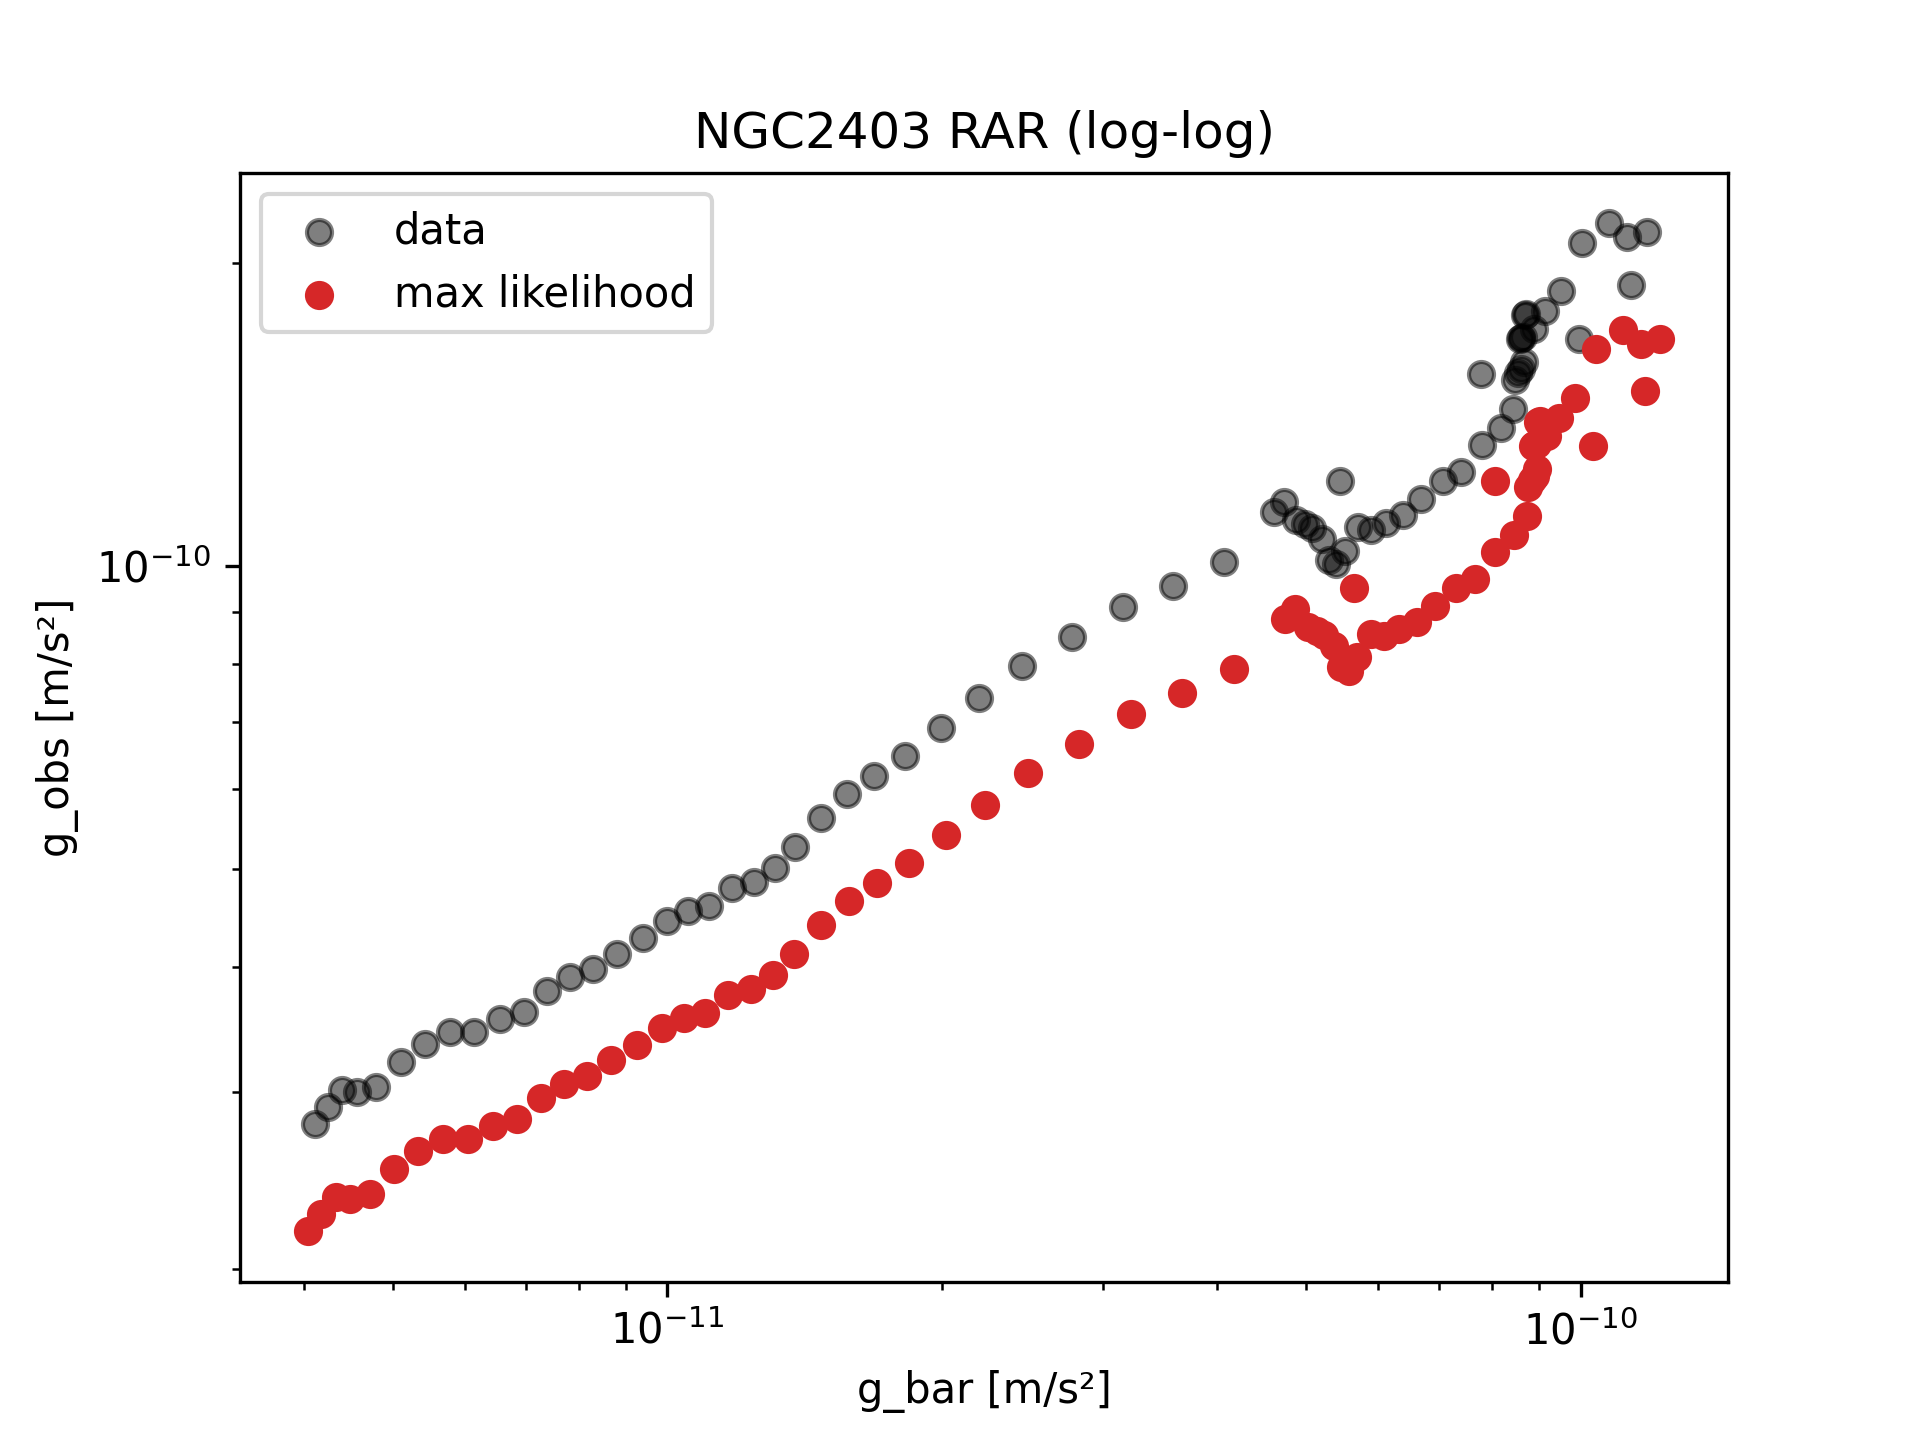 NGC2403 RAR (log-log)
data
max likelihood
10⁻¹⁰
g_obs [m/s²]
10⁻¹¹
10⁻¹⁰
g_bar [m/s²]